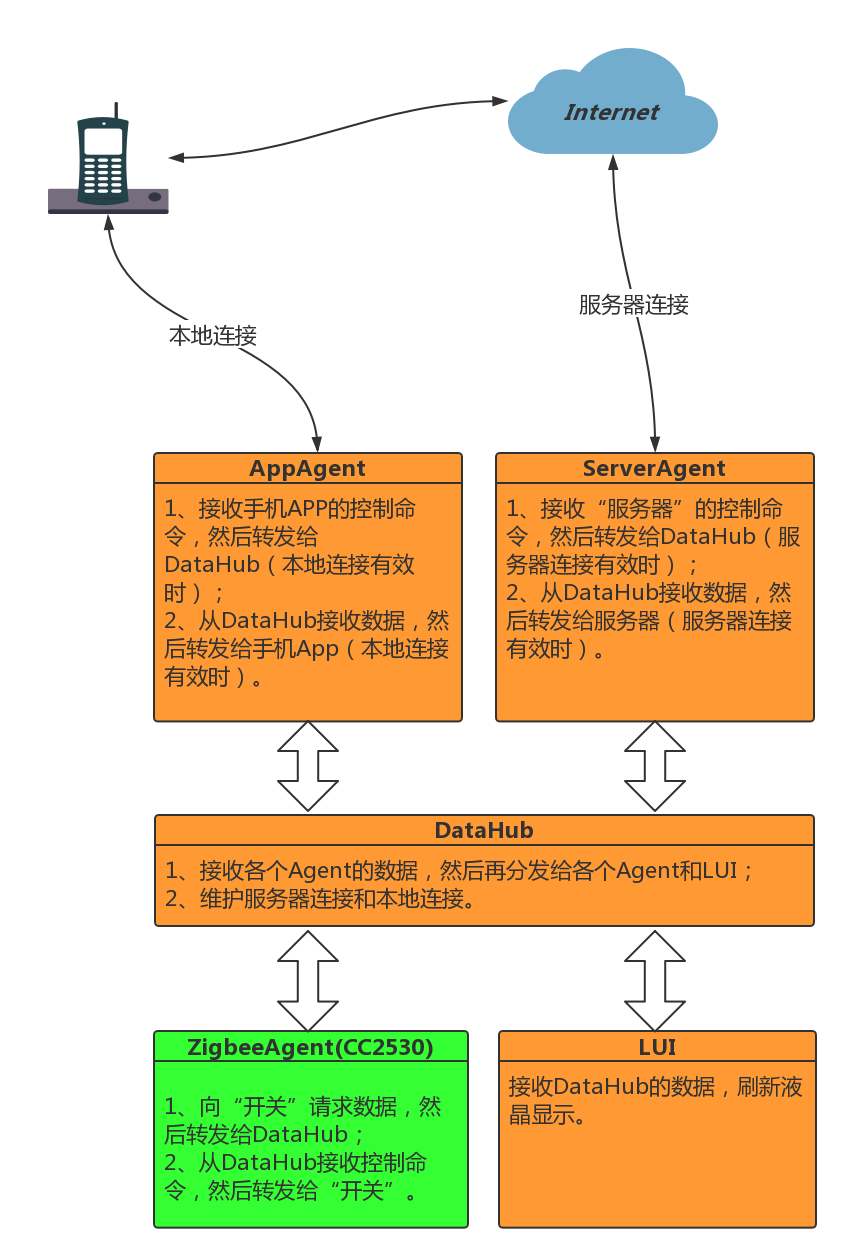 Internet
服务器连接
本地连接
AppAgent
1、接收手机APP的控制命
令，然后转发给
DataHub（本地连接有效
时）；
2、从DataHub接收数据，然
后转发给手机App（本地连接
有效时）。
ServerAgent
1、接收“服务器”的控制命
令，然后转发给DataHub（服
务器连接有效时）；
2、从DataHub接收数据，然
后转发给服务器（服务器连接
有效时）。
DataHub
1、接收各个Agent的数据，然后再分发给各个Agent和LUI；
2、维护服务器连接和本地连接。
ZigbeeAgent(CC2530)
1、向“开关”请求数据，然
后转发给DataHub；
2、从DataHub接收控制命
令，然后转发给“开关”。
LUI
接收DataHub的数据，刷新液
晶显示。